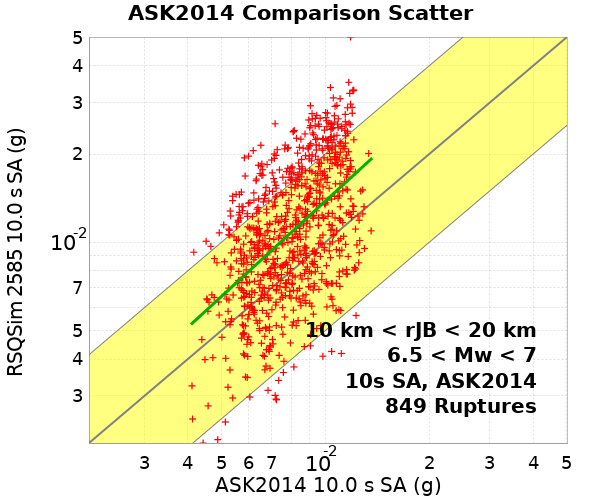 ASK2014 Comparison Scatter
RSQSim 2585 10.0 s SA (g)
5
4
3
2
10-2
7
5
4
3
10 km < rJB < 20 km
6.5 < Mw < 7
10s SA, ASK2014
849 Ruptures
3 4 5 6 7 10-2 2 3 4 5
ASK2014 10.0 s SA (g)